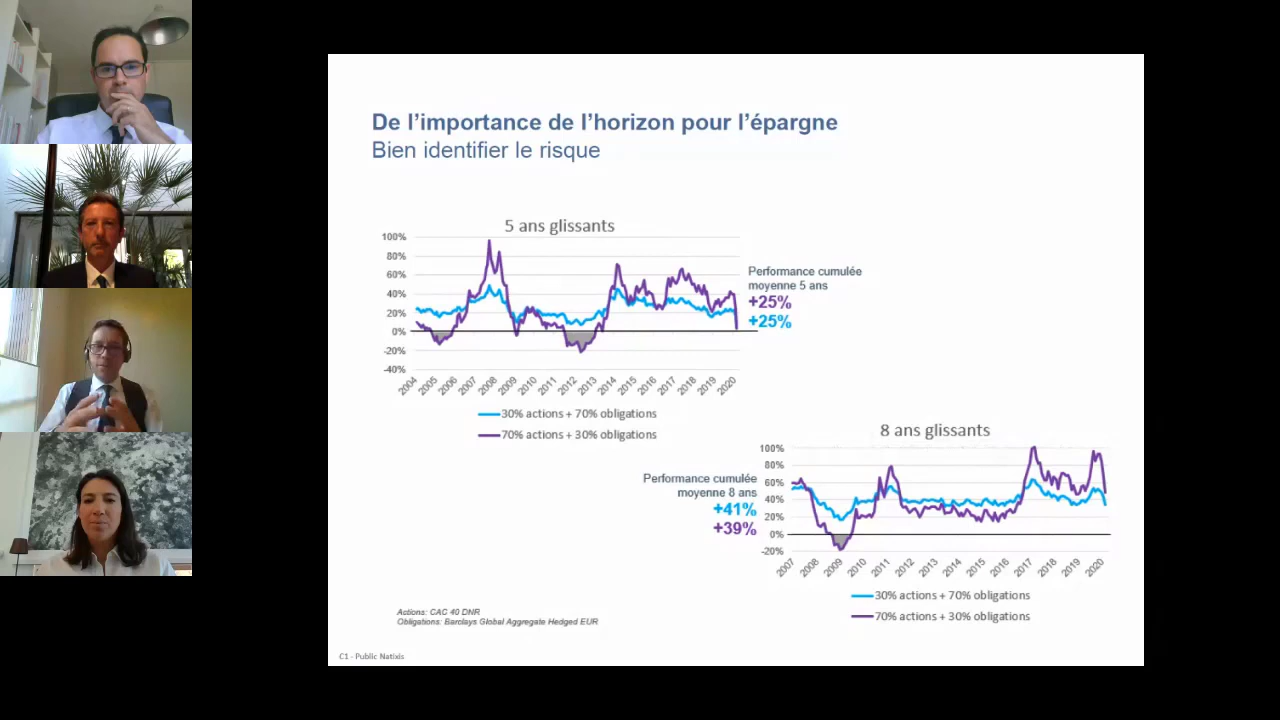 De l'importance de l'horizon pour l'épargne
Bien identifier le risque
5 ans glissants
100%
80%
60%
40%
20%
0%
-20%
-40%
2004 2005 2006 2007 2008 2009 2010 2011 2012 2013 2014 2015 2016 2017 2018 2019 2020
30% actions + 70% obligations
70% actions + 30% obligations
Performance cumulée
moyenne 5 ans
+25%
+25%
8 ans glissants
100%
80%
60%
40%
20%
0%
-20%
2007 2008 2009 2010 2011 2012 2013 2014 2015 2016 2017 2018 2019 2020
30% actions + 70% obligations
70% actions + 30% obligations
Performance cumulée
moyenne 8 ans
+41%
+39%
Actions: CAC 40 DNR
Obligations: Barclays Global Aggregate Hedged EUR
C1 - Public Natixis